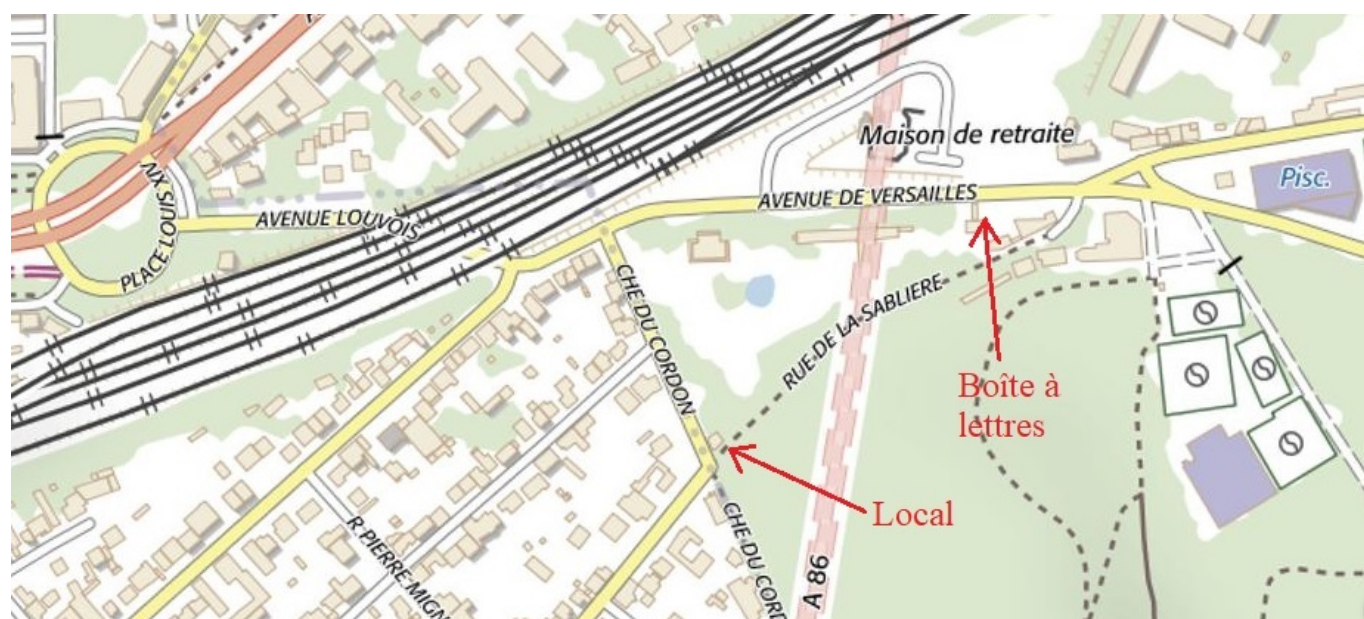 Maison de retraite
Pisc.
AVENUE DE VERSAILLES
AVENUE LOUVOIS
PLACE LOUIS XIV
CHE DU CORDON
RUE DE LA SABLIERE
Boîte à
lettres
Local
R PIERRE MIGN
CHE DU CORD
A 86